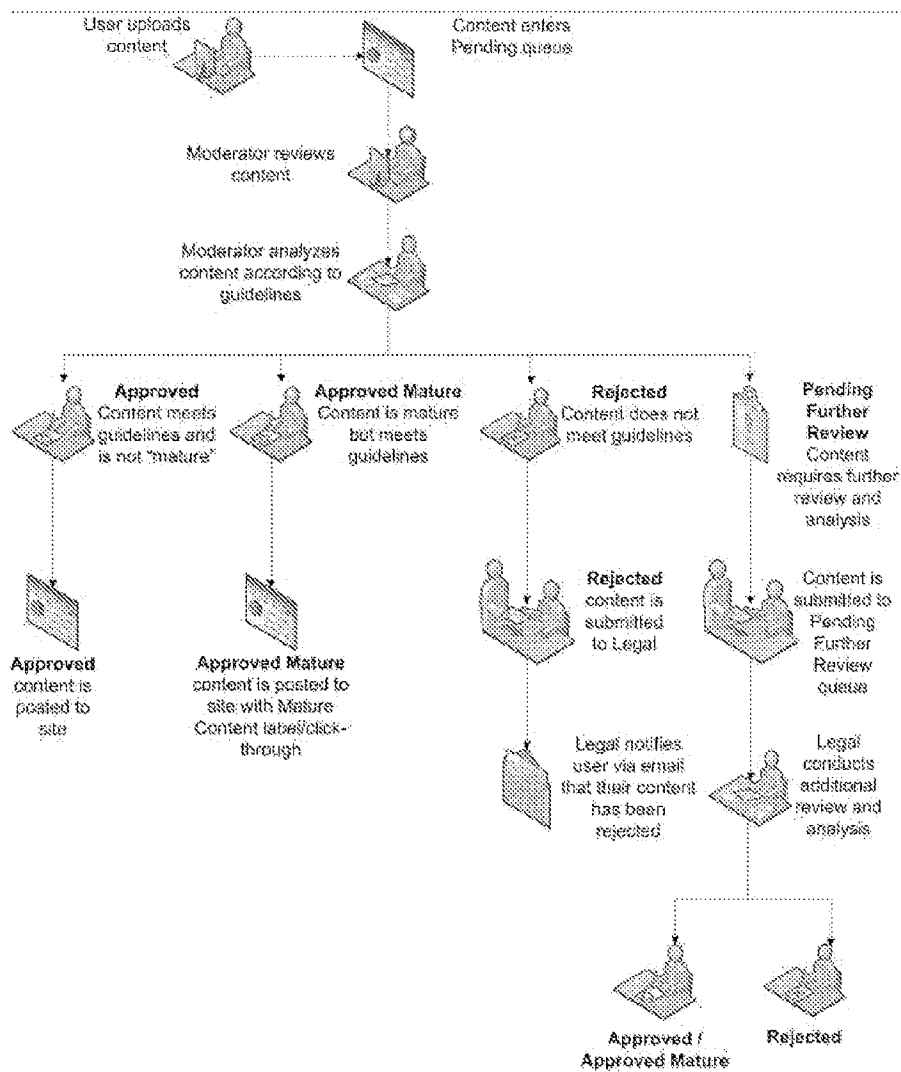 User uploads
content
Content enters
Pending queue
Moderator reviews
content
Moderator analyzes
content according to
guidelines
Approved
Content meets
guidelines and
is not "mature"
Approved Mature
Content is mature
but meets
guidelines
Rejected
Content does not
meet guidelines
Pending
Further
Review
Content
requires further
review and
analysis
Approved
content is
posted to
site
Approved Mature
content is posted to
site with Mature
Content label/click-
through
Rejected
content is
submitted
to Legal
Content is
submitted to
Pending
Further
Review
queue
Legal notifies
user via email
that their content
has been
rejected
Legal
conducts
additional
review and
analysis
Approved /
Approved Mature
Rejected